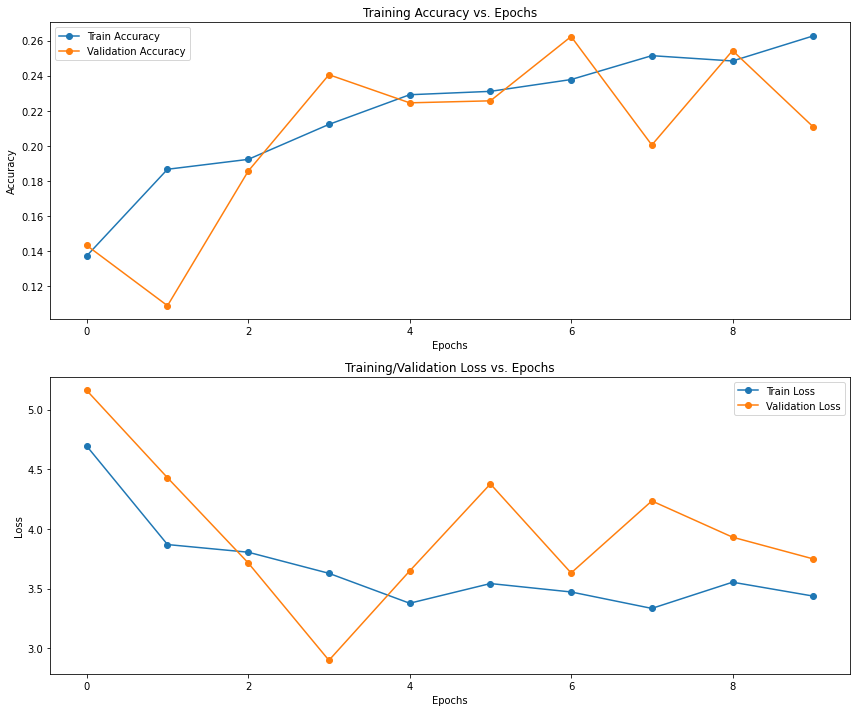 Training Accuracy vs. Epochs
Train Accuracy
Validation Accuracy
0.26
0.24
0.22
0.20
0.18
0.16
0.14
0.12
Accuracy
0 2 4 6 8
Epochs
Training/Validation Loss vs. Epochs
Train Loss
Validation Loss
5.0
4.5
4.0
3.5
3.0
Loss
0 2 4 6 8
Epochs